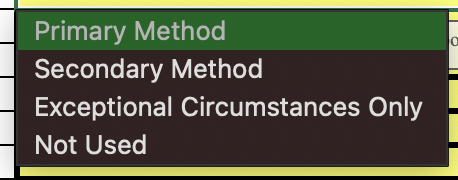 Primary Method
Secondary Method
Exceptional Circumstances Only
Not Used